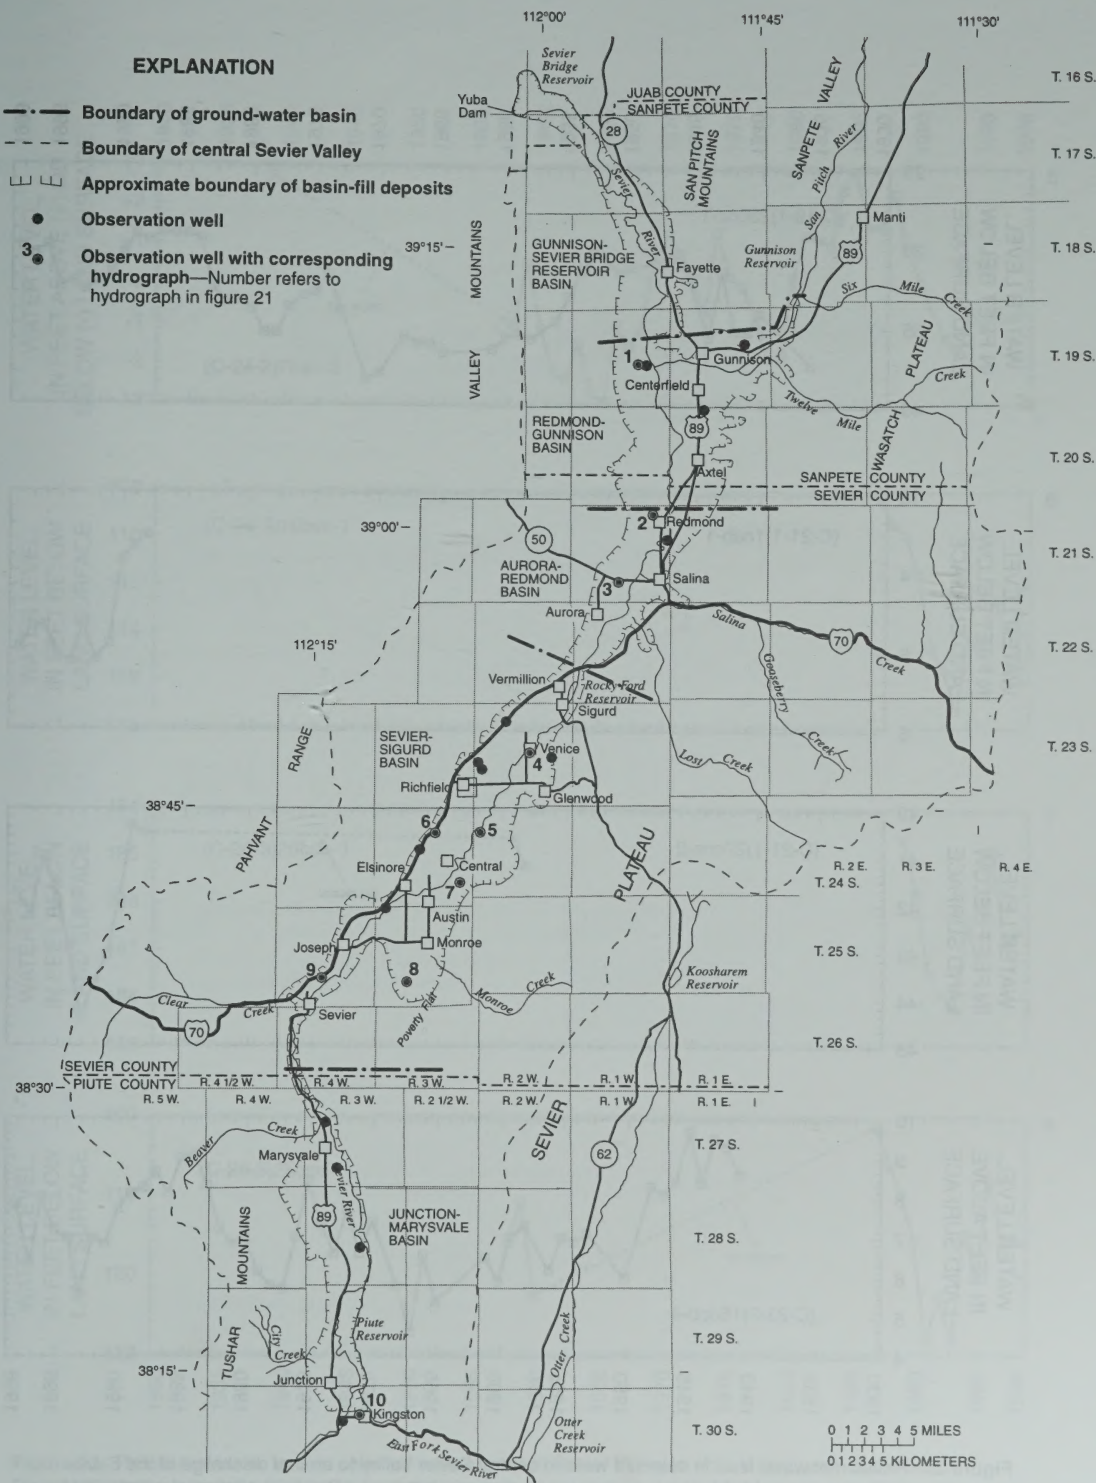 112°00'
111°45'
111°30'
EXPLANATION
Boundary of ground-water basin
Boundary of central Sevier Valley
Approximate boundary of basin-fill deposits
Observation well
3 Observation well with corresponding
hydrograph—Number refers to
hydrograph in figure 21
Sevier
Bridge
Reservoir
Yuba
Dam
JUAB COUNTY
SANPETE COUNTY
28
Sevier
River
SAN PITCH
MOUNTAINS
SANPETE VALLEY
San Pitch River
T. 16 S.
T. 17 S.
Manti
39°15'
VALLEY MOUNTAINS
GUNNISON-
SEVIER BRIDGE
RESERVOIR
BASIN
Fayette
Gunnison
Reservoir
89
T. 18 S.
Six Mile Creek
1
Gunnison
Centerfield
T. 19 S.
PLATEAU
Creek
Twelve Mile
WASATCH
REDMOND-
GUNNISON
BASIN
89
Axtel
T. 20 S.
SANPETE COUNTY
SEVIER COUNTY
39°00'
2
Redmond
50
AURORA-
REDMOND
BASIN
T. 21 S.
3
Salina
Aurora
Salina Creek
70
112°15'
T. 22 S.
Gooseberry Creek
Vermillion
Rocky Ford
Reservoir
Sigurd
SEVIER-
SIGURD
BASIN
PAHVANT RANGE
Venice
4
T. 23 S.
Lost Creek
Richfield
Glenwood
38°45'
6
5
Elsinore
Central
7
PLATEAU
R. 2 E.
R. 3 E.
R. 4 E.
T. 24 S.
Austin
Joseph
Monroe
T. 25 S.
9
8
Koosharem
Reservoir
Clear Creek
Sevier
Monroe Creek
Poverty Flat
70
T. 26 S.
SEVIER COUNTY
PIUTE COUNTY
38°30'
R. 4 1/2 W.
R. 4 W.
R. 3 W.
R. 2 W.
R. 1 W.
R. 1 E.
R. 5 W.
R. 4 W.
R. 3 W.
R. 2 1/2 W.
R. 2 W.
R. 1 W.
R. 1 E.
SEVIER
Beaver Creek
Marysvale
62
T. 27 S.
Sevier River
89
JUNCTION-
MARYSVALE
BASIN
T. 28 S.
TUSHAR MOUNTAINS
Piute
Reservoir
City
Creek
Otter Creek
T. 29 S.
38°15'
Junction
10
Kingston
East Fork Sevier River
Otter
Creek
Reservoir
T. 30 S.
0 1 2 3 4 5 MILES
0 1 2 3 4 5 KILOMETERS